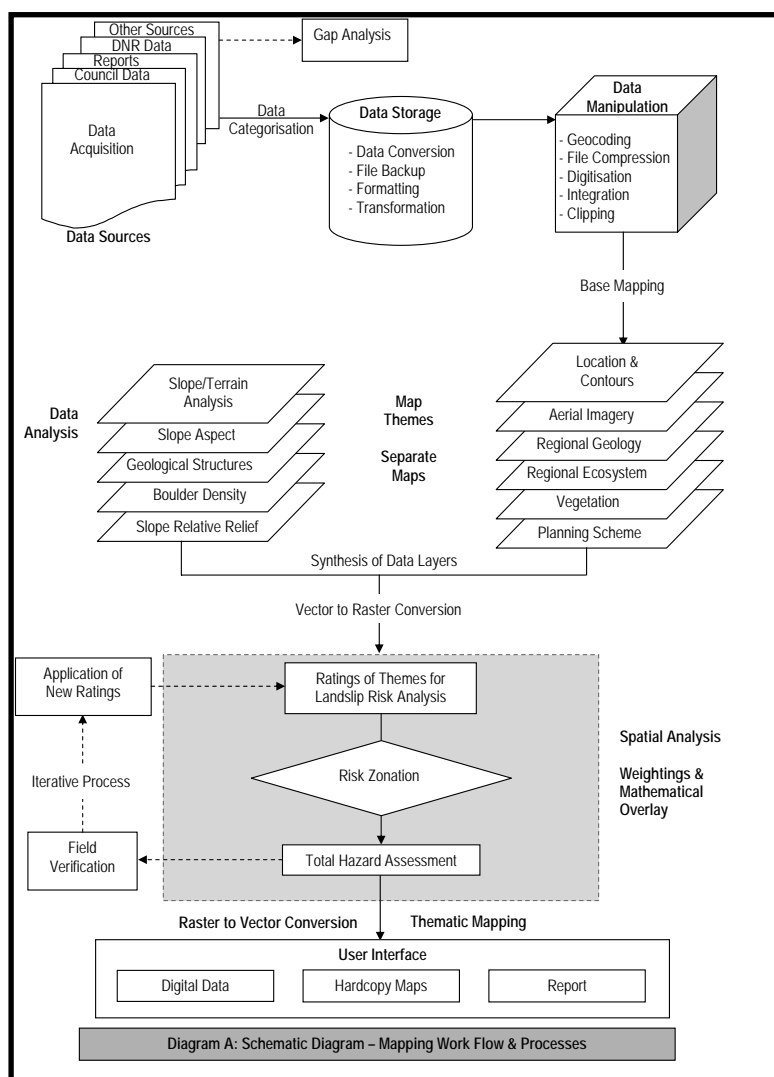 Other Sources
DNR Data
Reports
Council Data
Data
Acquisition
Data Sources
Gap Analysis
Data
Categorisation
Data Storage
- Data Conversion
- File Backup
- Formatting
- Transformation
Data
Manipulation
- Geocoding
- File Compression
- Digitisation
- Integration
- Clipping
Base Mapping
Data
Analysis
Slope/Terrain
Analysis
Slope Aspect
Geological Structures
Boulder Density
Slope Relative Relief
Map
Themes
Separate
Maps
Location &
Contours
Aerial Imagery
Regional Geology
Regional Ecosystem
Vegetation
Planning Scheme
Synthesis of Data Layers
Vector to Raster Conversion
Application of
New Ratings
Iterative Process
Field
Verification
Ratings of Themes for
Landslip Risk Analysis
Risk Zonation
Total Hazard Assessment
Spatial Analysis
Weightings &
Mathematical
Overlay
Raster to Vector Conversion
Thematic Mapping
User Interface
Digital Data
Hardcopy Maps
Report
Diagram A: Schematic Diagram – Mapping Work Flow & Processes